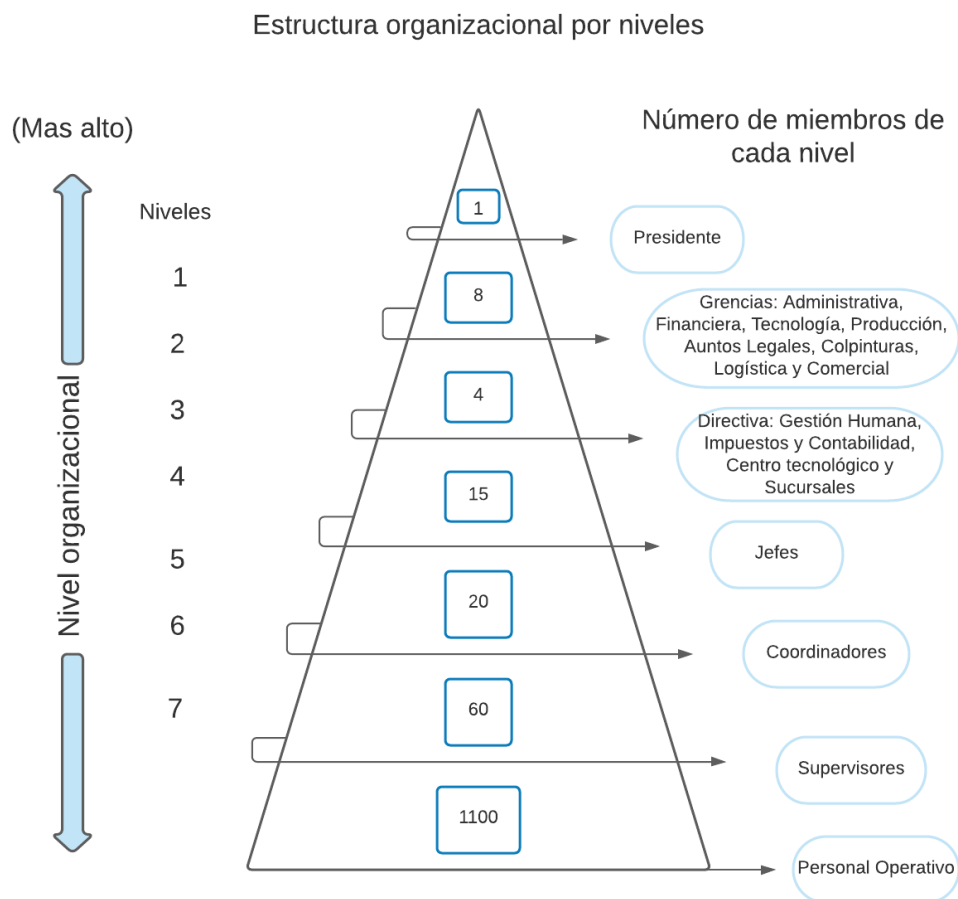 Estructura organizacional por niveles
(Mas alto)
Número de miembros de
cada nivel
Niveles
1
Presidente
1
8
Grencias: Administrativa,
Financiera, Tecnología, Producción,
Auntos Legales, Colpinturas,
Logística y Comercial
2
3
4
Directiva: Gestión Humana,
Impuestos y Contabilidad,
Centro tecnológico y
Sucursales
4
15
Jefes
5
20
Coordinadores
6
7
60
Supervisores
1100
Personal Operativo
Nivel organizacional